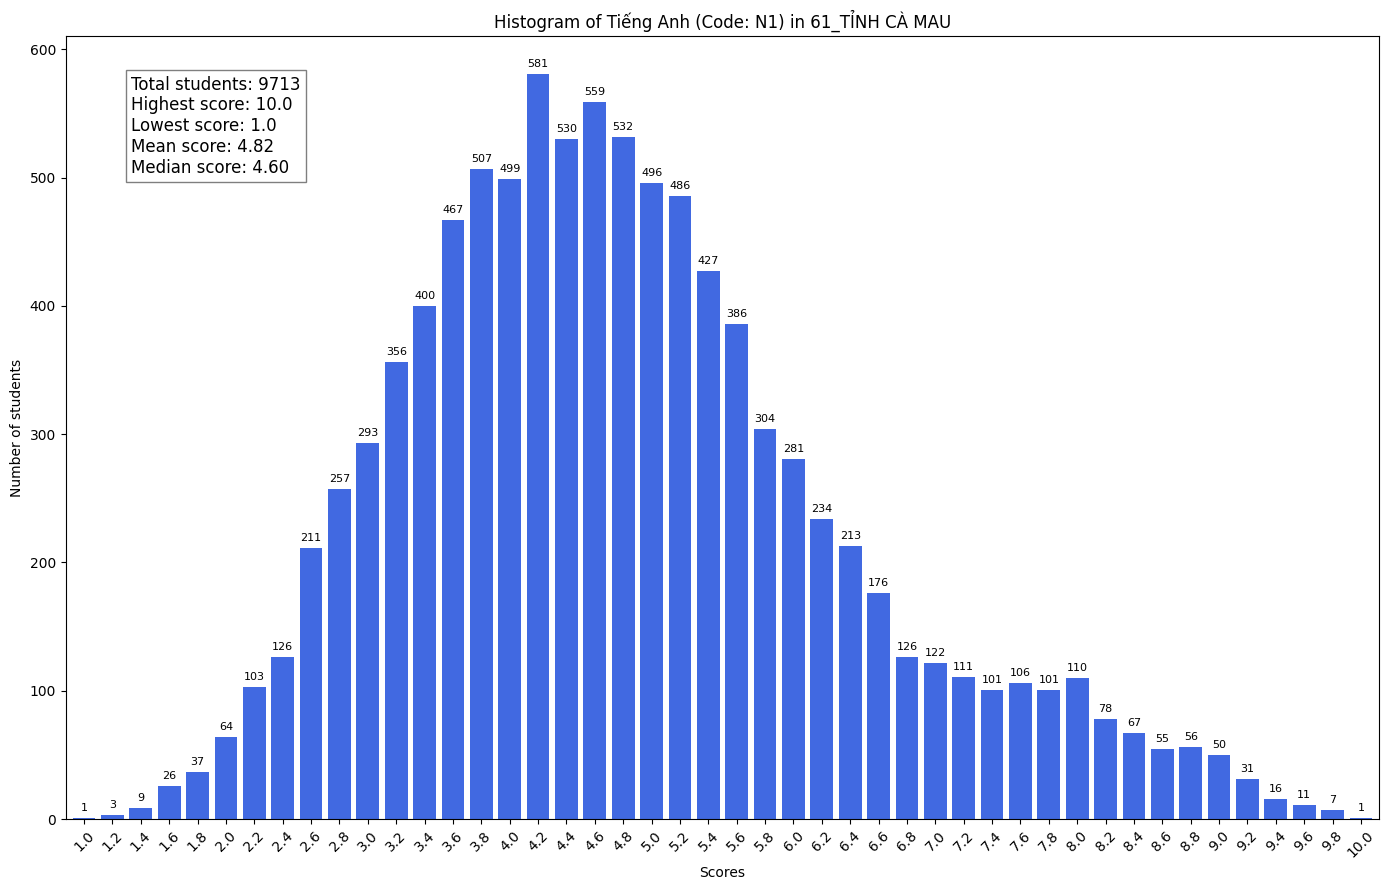 Histogram of Tiếng Anh (Code: N1) in 61_TỈNH CÀ MAU
Total students: 9713
Highest score: 10.0
Lowest score: 1.0
Mean score: 4.82
Median score: 4.60
Number of students
600
500
400
300
200
100
0
1 3 9 26 37 64 103 126 211 257 293 356 400 467 507 499 581 530 559 532 496 486 427 386 304 281 234 213 176 126 122 111 101 106 101 110 78 67 55 56 50 31 16 11 7 1
1.0 1.2 1.4 1.6 1.8 2.0 2.2 2.4 2.6 2.8 3.0 3.2 3.4 3.6 3.8 4.0 4.2 4.4 4.6 4.8 5.0 5.2 5.4 5.6 5.8 6.0 6.2 6.4 6.6 6.8 7.0 7.2 7.4 7.6 7.8 8.0 8.2 8.4 8.6 8.8 9.0 9.2 9.4 9.6 9.8 10.0
Scores